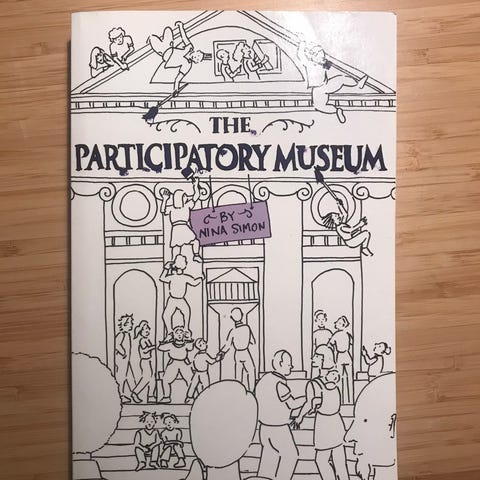 THE
PARTICIPATORY MUSEUM
BY
NINA SIMON